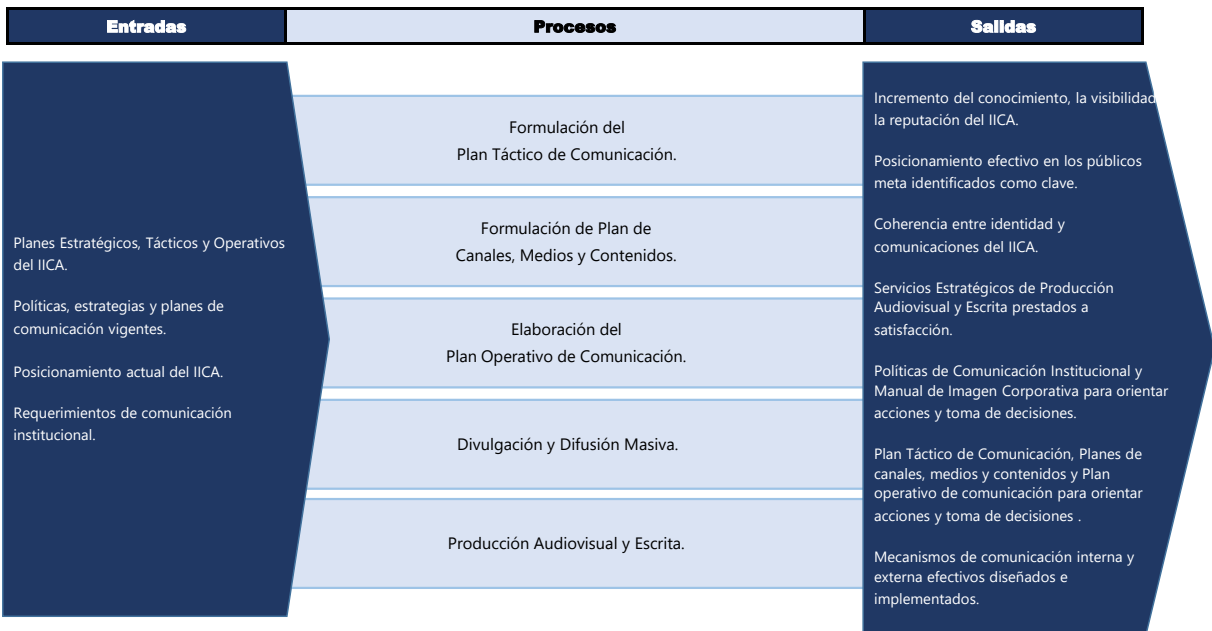 Entradas
Procesos
Salidas
Planes Estratégicos, Tácticos y Operativos
del IICA.
Políticas, estrategias y planes de
comunicación vigentes.
Posicionamiento actual del IICA.
Requerimientos de comunicación
institucional.
Formulación del
Plan Táctico de Comunicación.
Formulación de Plan de
Canales, Medios y Contenidos.
Elaboración del
Plan Operativo de Comunicación.
Divulgación y Difusión Masiva.
Producción Audiovisual y Escrita.
Incremento del conocimiento, la visibilidad
la reputación del IICA.
Posicionamiento efectivo en los públicos
meta identificados como clave.
Coherencia entre identidad y
comunicaciones del IICA.
Servicios Estratégicos de Producción
Audiovisual y Escrita prestados a
satisfacción.
Políticas de Comunicación Institucional y
Manual de Imagen Corporativa para orientar
acciones y toma de decisiones.
Plan Táctico de Comunicación, Planes de
canales, medios y contenidos y Plan
operativo de comunicación para orientar
acciones y toma de decisiones .
Mecanismos de comunicación interna y
externa efectivos diseñados e
implementados.